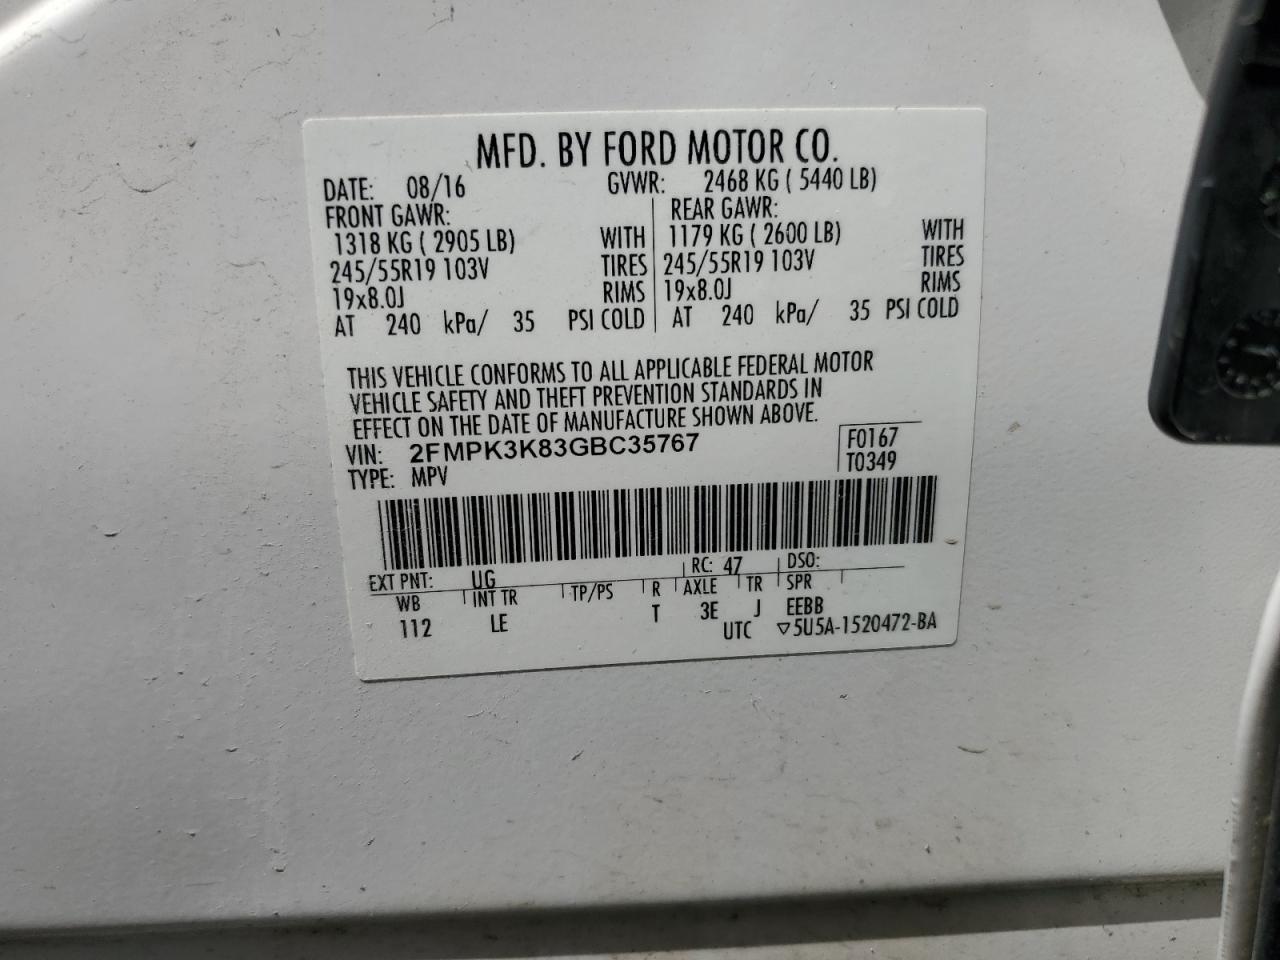 MFD. BY FORD MOTOR CO.
DATE: 08/16 GVWR: 2468 KG ( 5440 LB)
FRONT GAWR: REAR GAWR:
1318 KG ( 2905 LB) WITH 1179 KG ( 2600 LB) WITH
245/55R19 103V TIRES 245/55R19 103V TIRES
19x8.0J RIMS 19x8.0J RIMS
AT 240 kPa/ 35 PSI COLD AT 240 kPa/ 35 PSI COLD
THIS VEHICLE CONFORMS TO ALL APPLICABLE FEDERAL MOTOR
VEHICLE SAFETY AND THEFT PREVENTION STANDARDS IN
EFFECT ON THE DATE OF MANUFACTURE SHOWN ABOVE.
VIN: 2FMPK3K83GBC35767 F0167
TYPE: MPV T0349
EXT PNT: UG RC: 47 DSO:
WB INT TR TP/PS R AXLE TR SPR
112 LE T 3E J EEBB
UTC ▽5U5A-1520472-BA